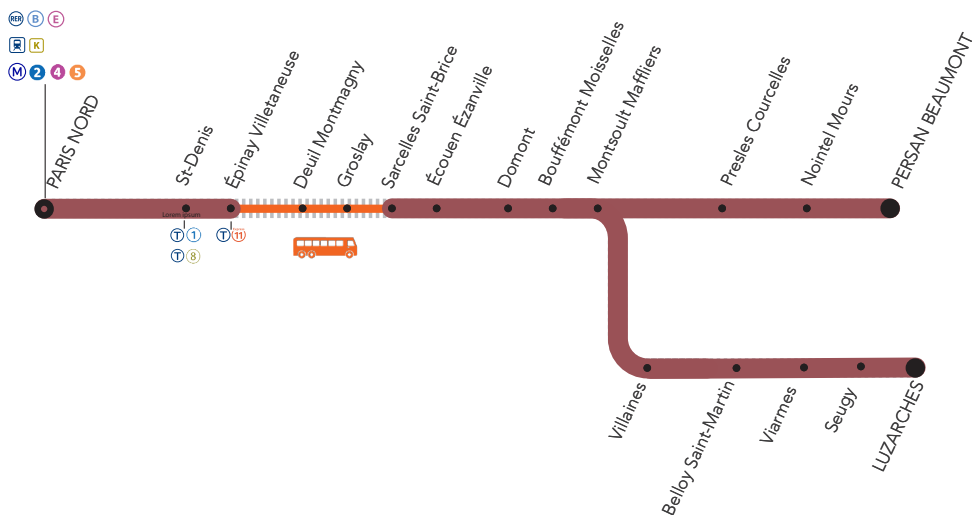 RER B E
K
M 2 4 5
PARIS NORD
St-Denis
Épinay Villetaneuse
Deuil Montmagny
Groslay
Sarcelles Saint-Brice
Écouen Ézanville
Domont
Bouffémont Moisselles
Montsoult Maffliers
Presles Courcelles
Nointel Mours
PERSAN BEAUMONT
Lorem ipsum
T 1
T 8
T 11
Villaines
Belloy Saint-Martin
Viarmes
Seugy
LUZARCHES